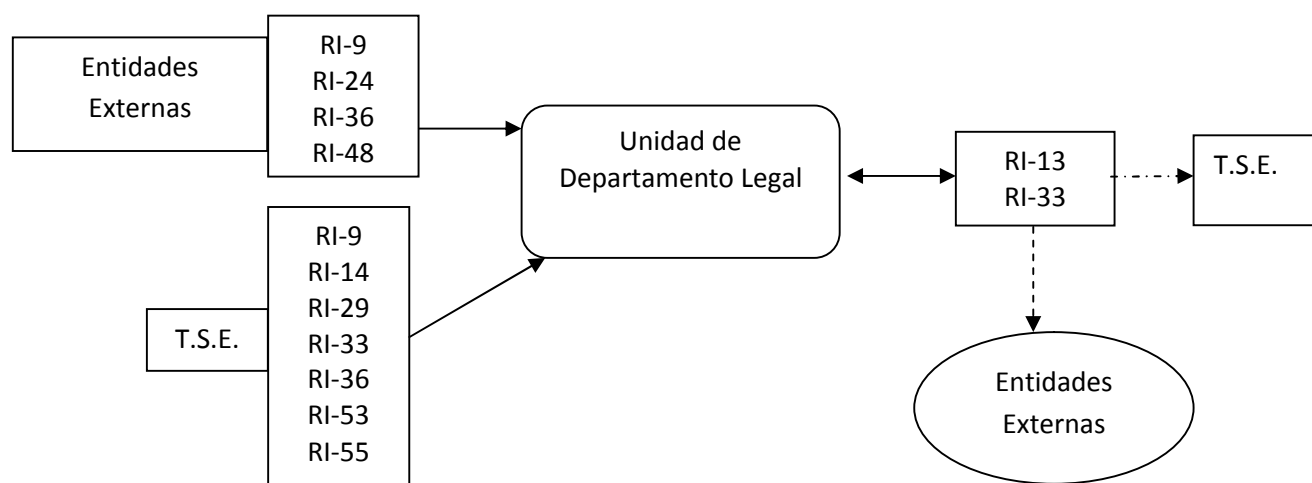 Entidades
Externas
RI-9
RI-24
RI-36
RI-48
T.S.E.
RI-9
RI-14
RI-29
RI-33
RI-36
RI-53
RI-55
Unidad de
Departamento Legal
RI-13
RI-33
T.S.E.
Entidades
Externas